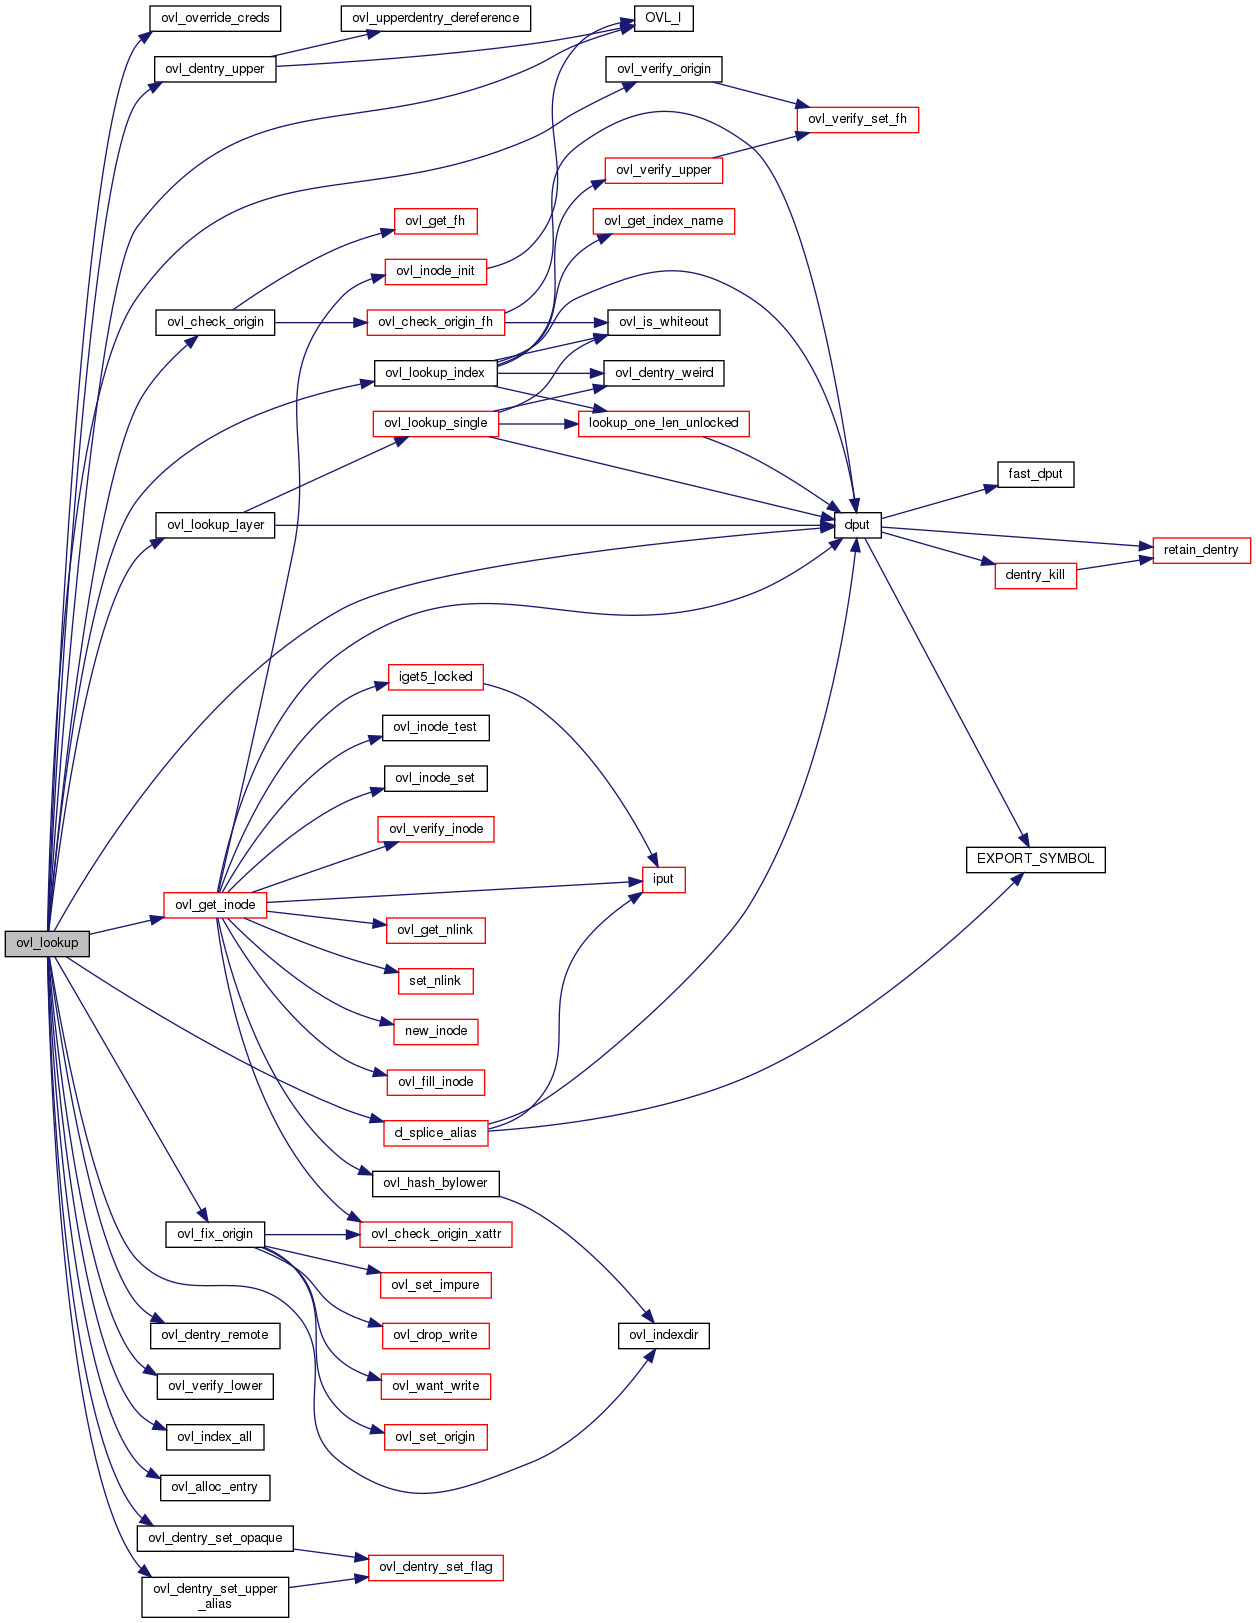 ovl_override_creds
ovl_upperdentry_dereference
OVL_I
ovl_dentry_upper
ovl_verify_origin
ovl_verify_set_fh
ovl_verify_upper
ovl_get_fh
ovl_get_index_name
ovl_inode_init
ovl_check_origin
ovl_check_origin_fh
ovl_is_whiteout
ovl_lookup_index
ovl_dentry_weird
ovl_lookup_single
lookup_one_len_unlocked
fast_dput
ovl_lookup_layer
dput
retain_dentry
dentry_kill
iget5_locked
ovl_inode_test
ovl_inode_set
ovl_verify_inode
EXPORT_SYMBOL
iput
ovl_get_inode
ovl_get_nlink
ovl_lookup
set_nlink
new_inode
ovl_fill_inode
d_splice_alias
ovl_hash_bylower
ovl_fix_origin
ovl_check_origin_xattr
ovl_set_impure
ovl_dentry_remote
ovl_drop_write
ovl_indexdir
ovl_verify_lower
ovl_want_write
ovl_index_all
ovl_set_origin
ovl_alloc_entry
ovl_dentry_set_opaque
ovl_dentry_set_flag
ovl_dentry_set_upper
_alias